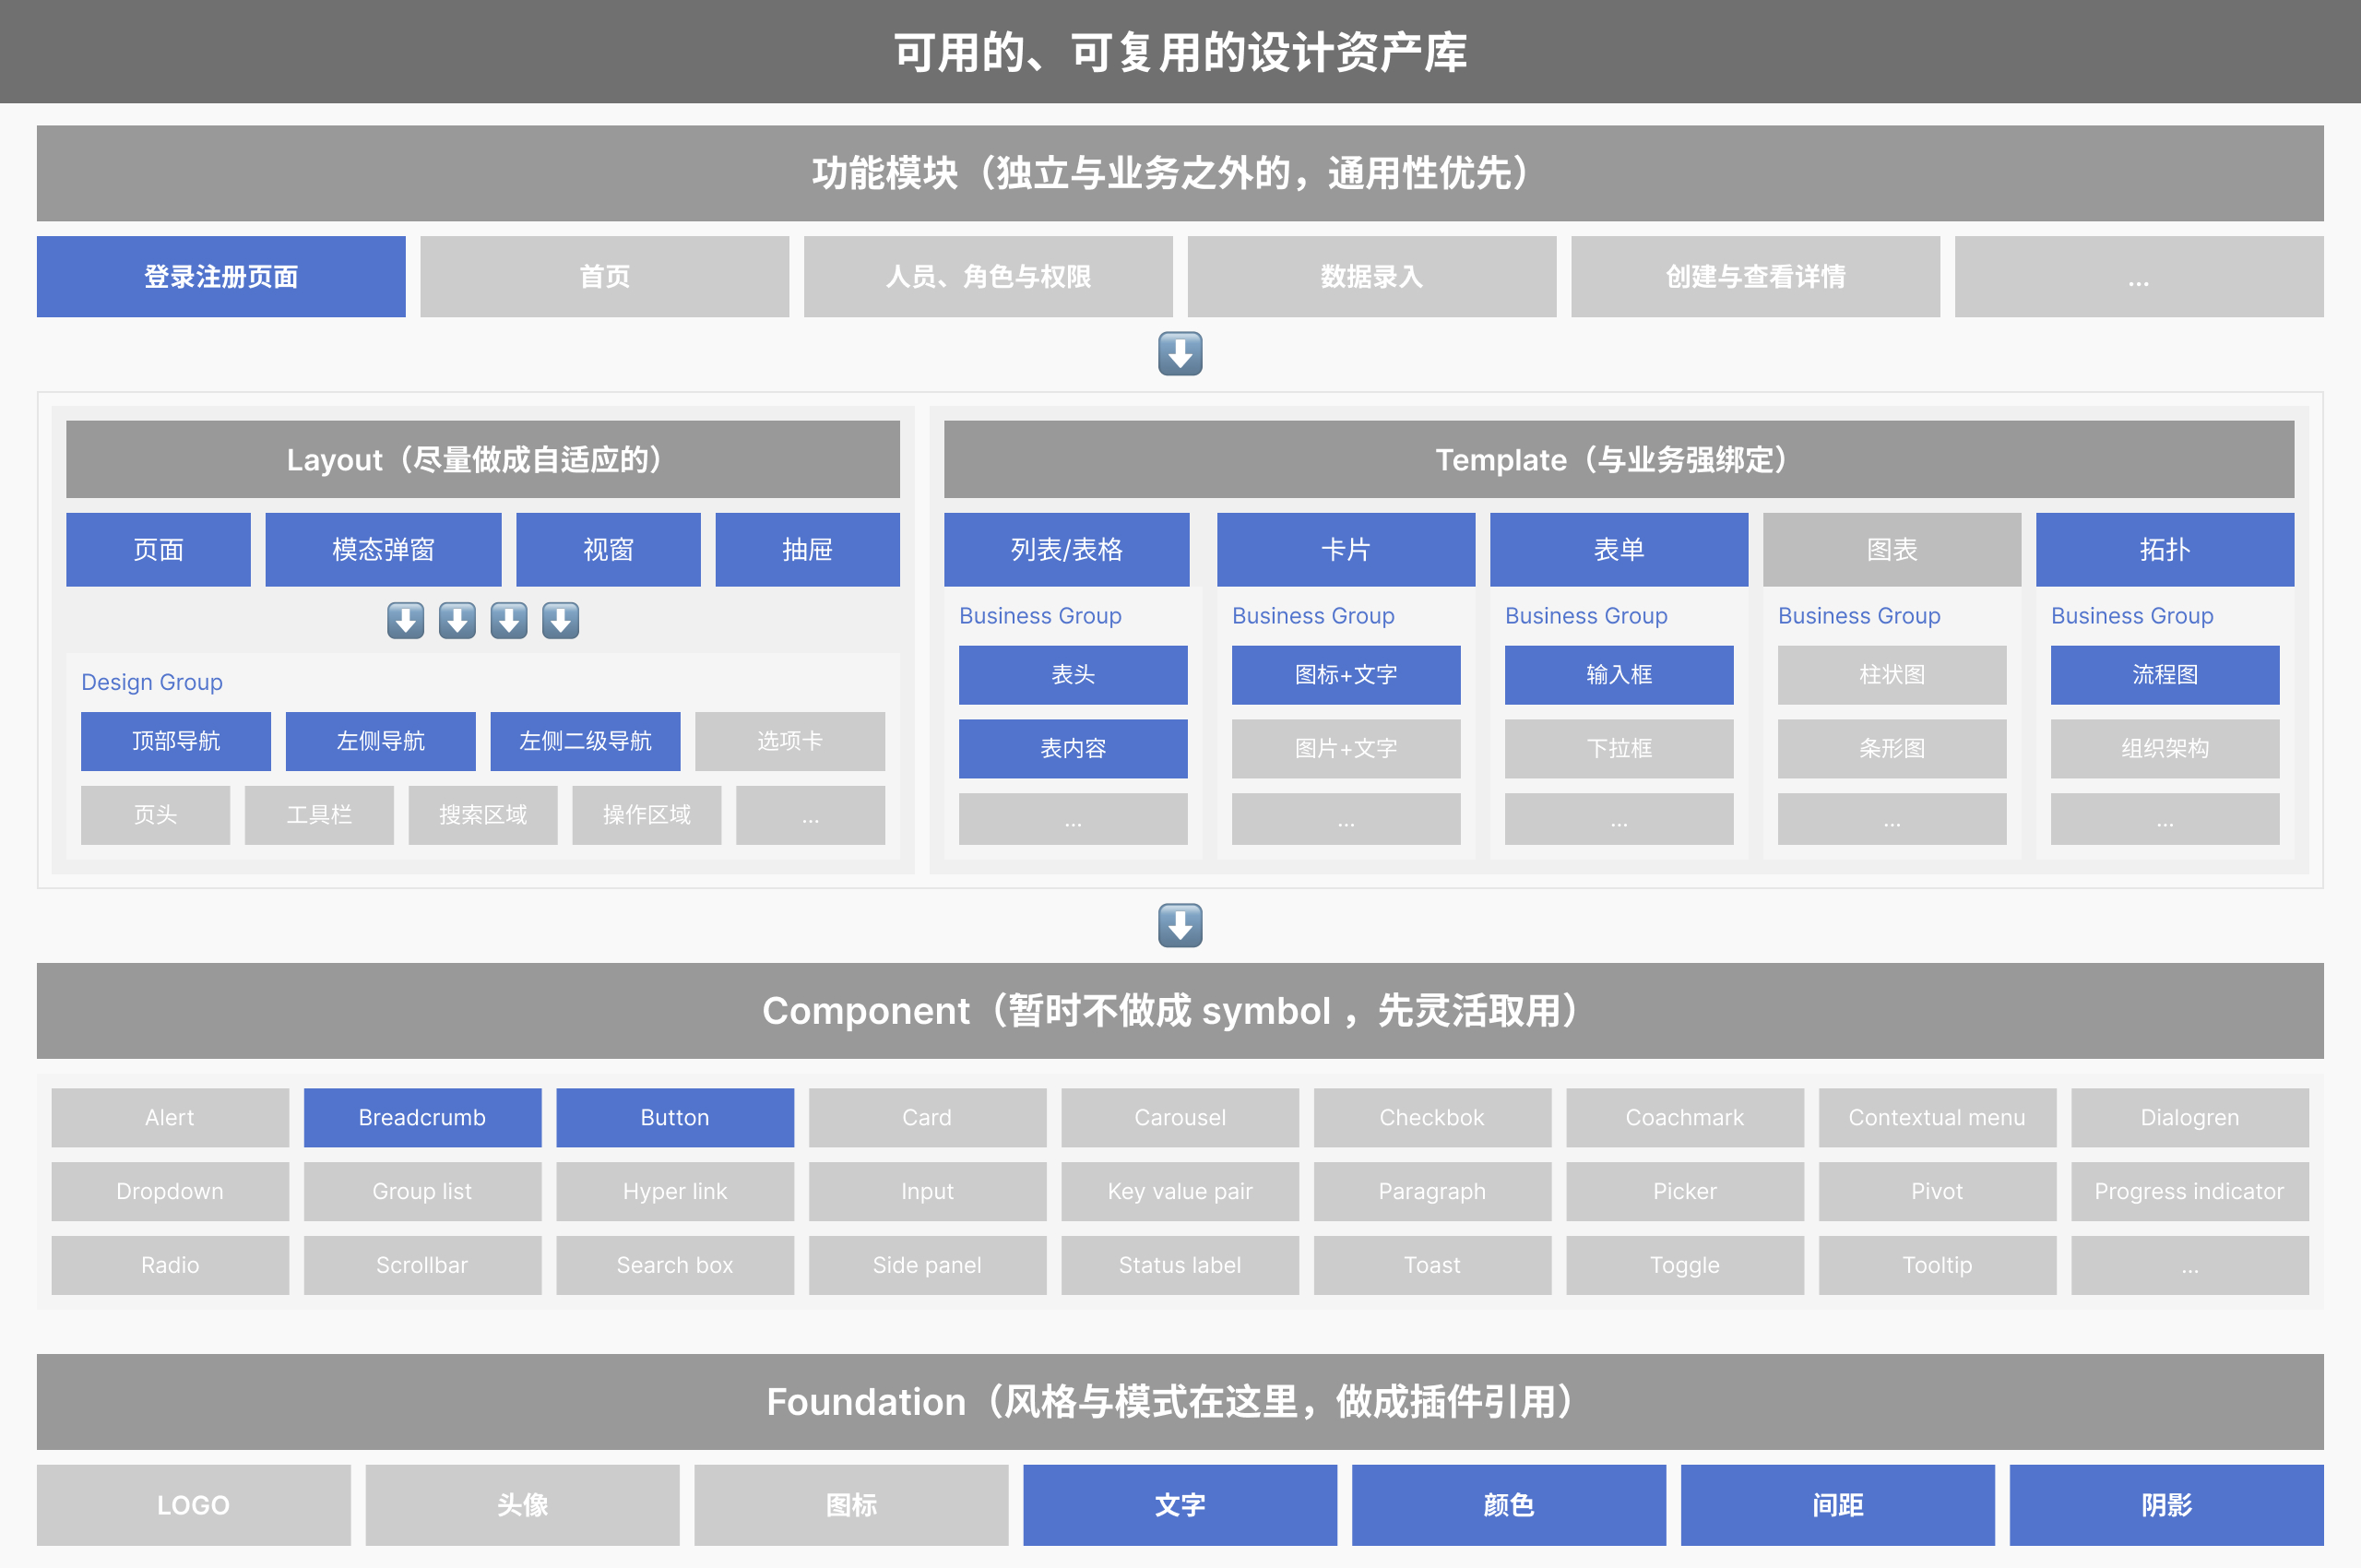 可用的、可复用的设计资产库
功能模块（独立与业务之外的，通用性优先）
登录注册页面
首页
人员、角色与权限
数据录入
创建与查看详情
...
Layout（尽量做成自适应的）
页面
模态弹窗
视窗
抽屉
Design Group
顶部导航
左侧导航
左侧二级导航
选项卡
页头
工具栏
搜索区域
操作区域
...
Template（与业务强绑定）
列表/表格
Business Group
表头
表内容
...
卡片
Business Group
图标+文字
图片+文字
...
表单
Business Group
输入框
下拉框
...
图表
Business Group
柱状图
条形图
...
拓扑
Business Group
流程图
组织架构
...
Component（暂时不做成 symbol ，先灵活取用）
Alert
Breadcrumb
Button
Card
Carousel
Checkbok
Coachmark
Contextual menu
Dialogren
Dropdown
Group list
Hyper link
Input
Key value pair
Paragraph
Picker
Pivot
Progress indicator
Radio
Scrollbar
Search box
Side panel
Status label
Toast
Toggle
Tooltip
...
Foundation（风格与模式在这里，做成插件引用）
LOGO
头像
图标
文字
颜色
间距
阴影